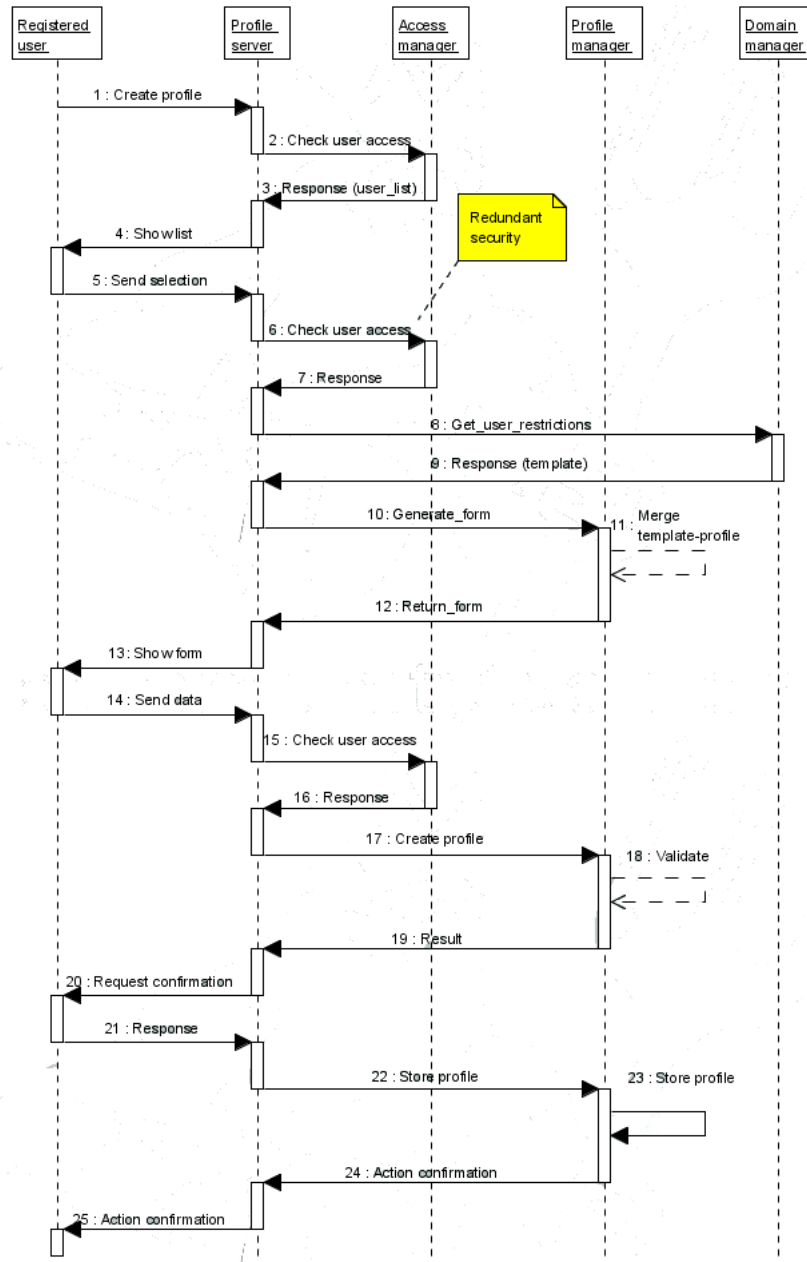 Registered
user
Profile
server
Access
manager
Profile
manager
Domain
manager
1 : Create profile
2 : Check user access
3 : Response (user_list)
Redundant
security
4 : Show list
5 : Send selection
6 : Check user access
7 : Response
8 : Get_user_restrictions
9 : Response (template)
10 : Generate_form
11 : Merge
template-profile
12 : Return_form
13 : Show form
14 : Send data
15 : Check user access
16 : Response
17 : Create profile
18 : Validate
19 : Result
20 : Request confirmation
21 : Response
22 : Store profile
23 : Store profile
24 : Action confirmation
25 : Action confirmation